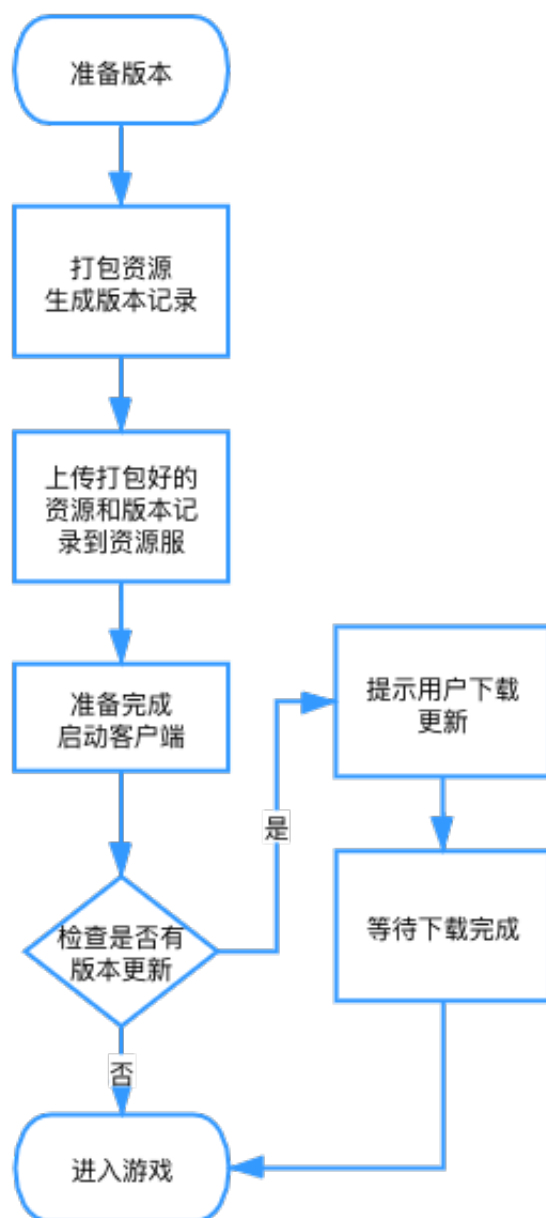 准备版本
打包资源
生成版本记录
上传打包好的
资源和版本记
录到资源服
准备完成
启动客户端
提示用户下载
更新
是
等待下载完成
检查是否有
版本更新
否
进入游戏